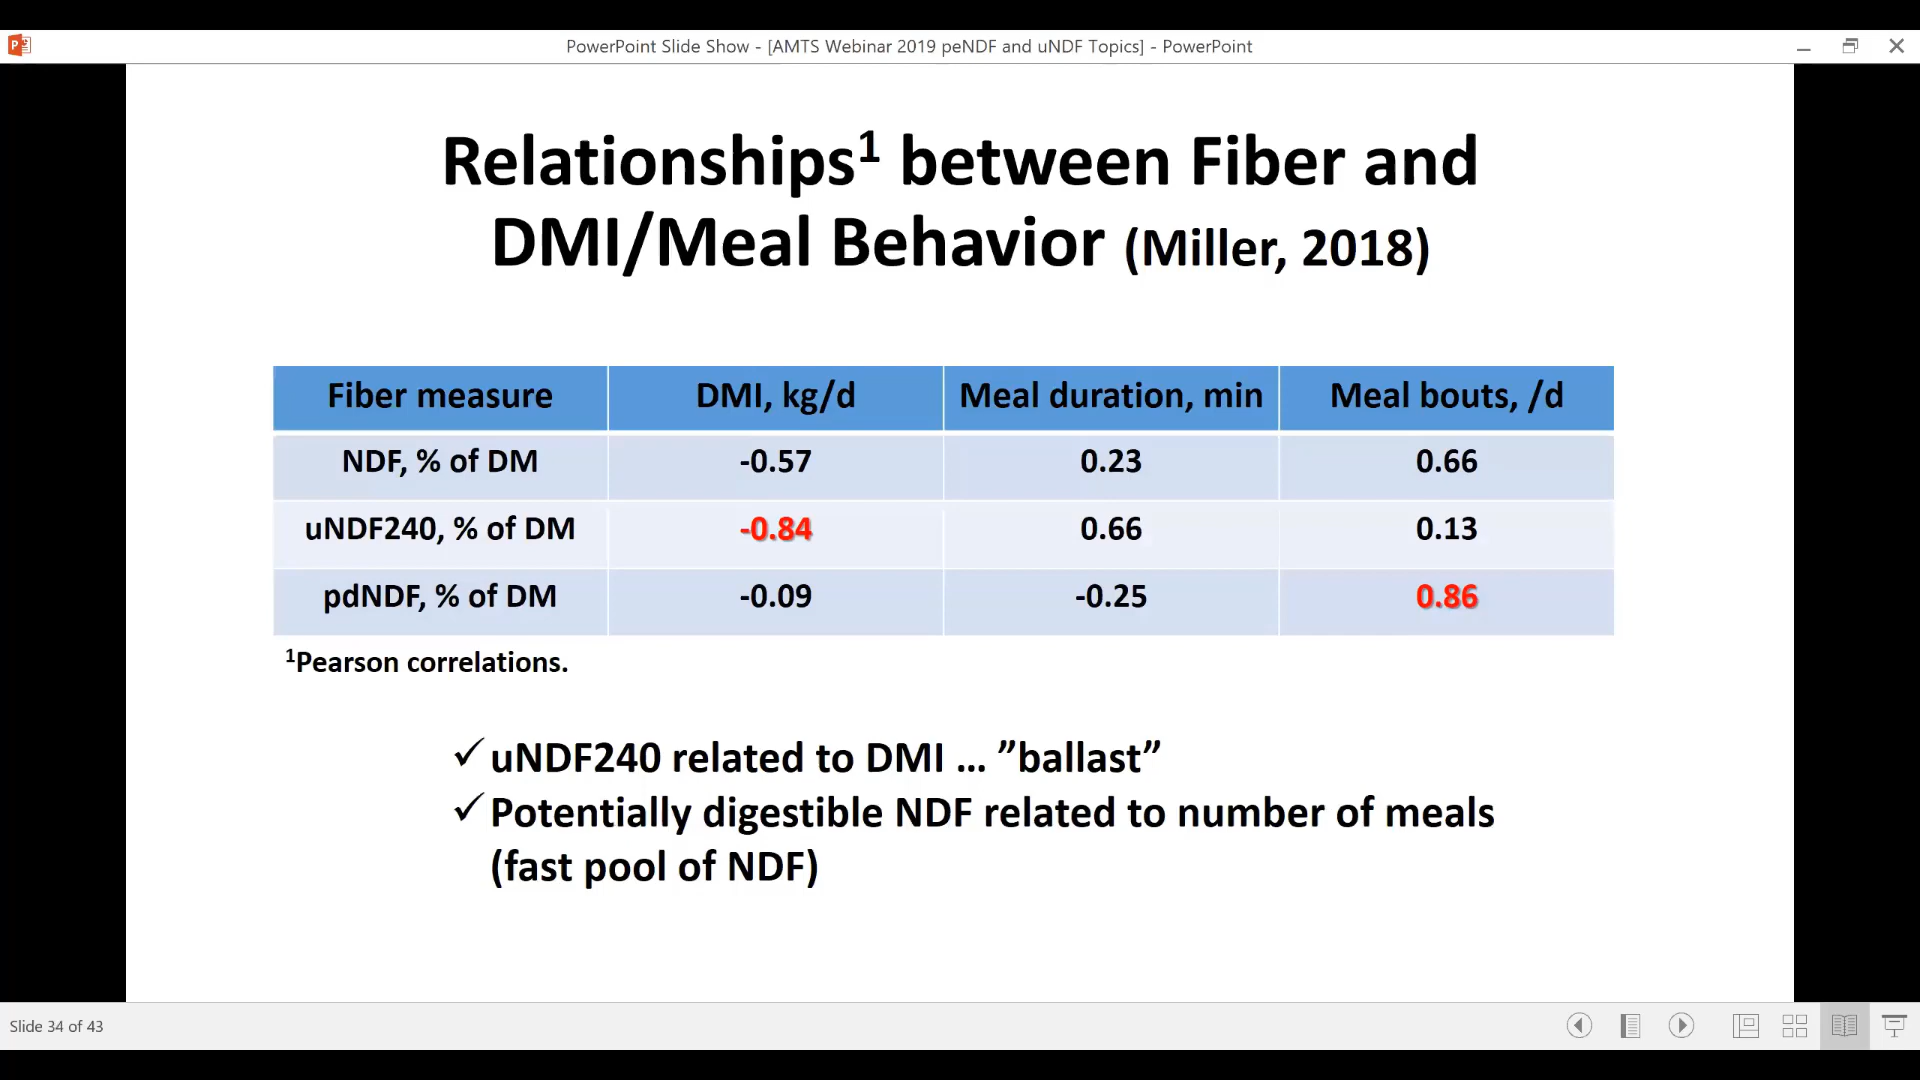 PowerPoint Slide Show - [AMTS Webinar 2019 peNDF and uNDF Topics] - PowerPoint
Relationships¹ between Fiber and
DMI/Meal Behavior (Miller, 2018)
Fiber measure DMI, kg/d Meal duration, min Meal bouts, /d
NDF, % of DM -0.57 0.23 0.66
uNDF240, % of DM -0.84 0.66 0.13
pdNDF, % of DM -0.09 -0.25 0.86
¹Pearson correlations.
✓ uNDF240 related to DMI ... ”ballast”
✓ Potentially digestible NDF related to number of meals
(fast pool of NDF)
Slide 34 of 43